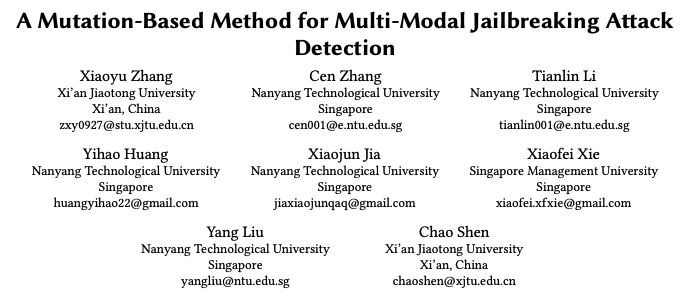 A Mutation-Based Method for Multi-Modal Jailbreaking Attack
Detection
Xiaoyu Zhang
Xi'an Jiaotong University
Xi'an, China
zxy0927@stu.xjtu.edu.cn
Cen Zhang
Nanyang Technological University
Singapore
cen001@e.ntu.edu.sg
Tianlin Li
Nanyang Technological University
Singapore
tianlin001@e.ntu.edu.sg
Yihao Huang
Nanyang Technological University
Singapore
huangyihao22@gmail.com
Xiaojun Jia
Nanyang Technological University
Singapore
jiaxiaojunqaq@gmail.com
Xiaofei Xie
Singapore Management University
Singapore
xiaofei.xfxie@gmail.com
Yang Liu
Nanyang Technological University
Singapore
yangliu@ntu.edu.sg
Chao Shen
Xi'an Jiaotong University
Xi'an, China
chaoshen@xjtu.edu.cn